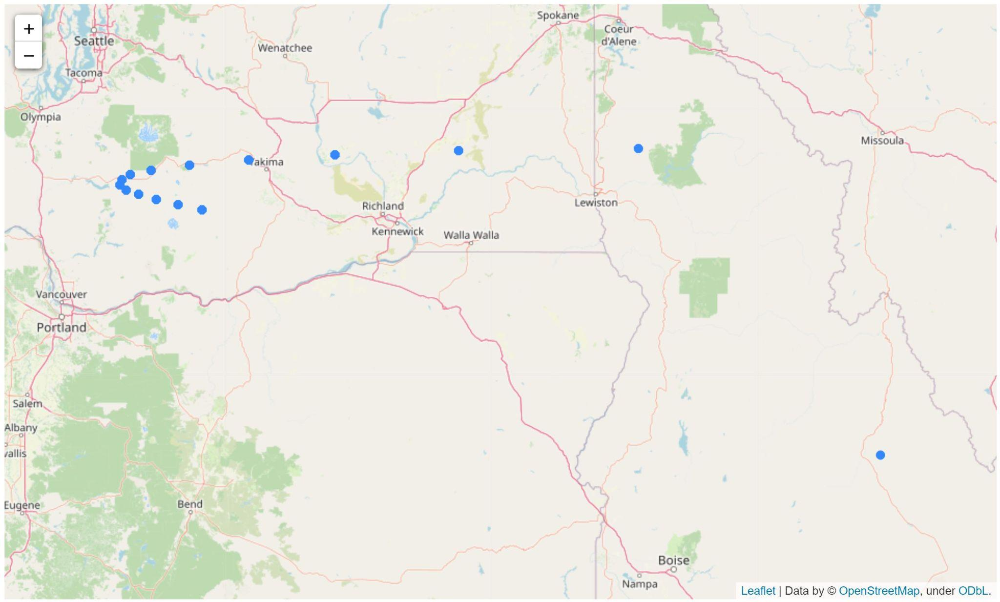 +
−
Spokane
Coeur
d'Alene
Seattle
Wenatchee
Tacoma
Olympia
Missoula
Yakima
Richland
Lewiston
Kennewick
Walla Walla
Vancouver
Portland
Salem
Albany
vallis
Eugene
Bend
Boise
Nampa
Leaflet | Data by © OpenStreetMap, under ODbL.